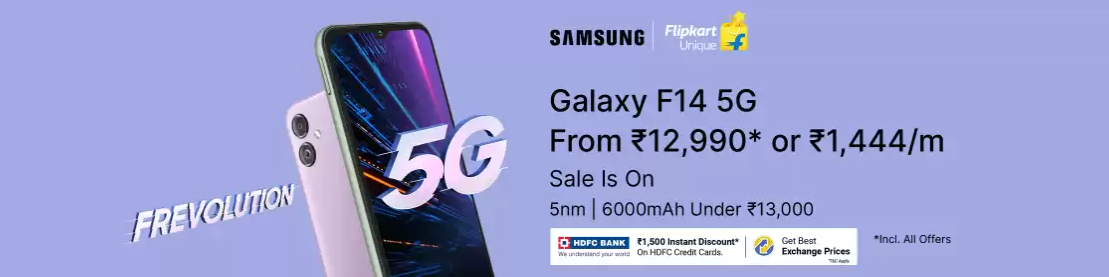 SAMSUNG
Flipkart
Unique
Galaxy F14 5G
From ₹12,990* or ₹1,444/m
Sale Is On
5nm | 6000mAh Under ₹13,000
HDFC BANK
We understand your world
₹1,500 Instant Discount*
On HDFC Credit Cards.
Get Best
Exchange Prices
*T&C Apply
*Incl. All Offers
5G
FREVOLUTION